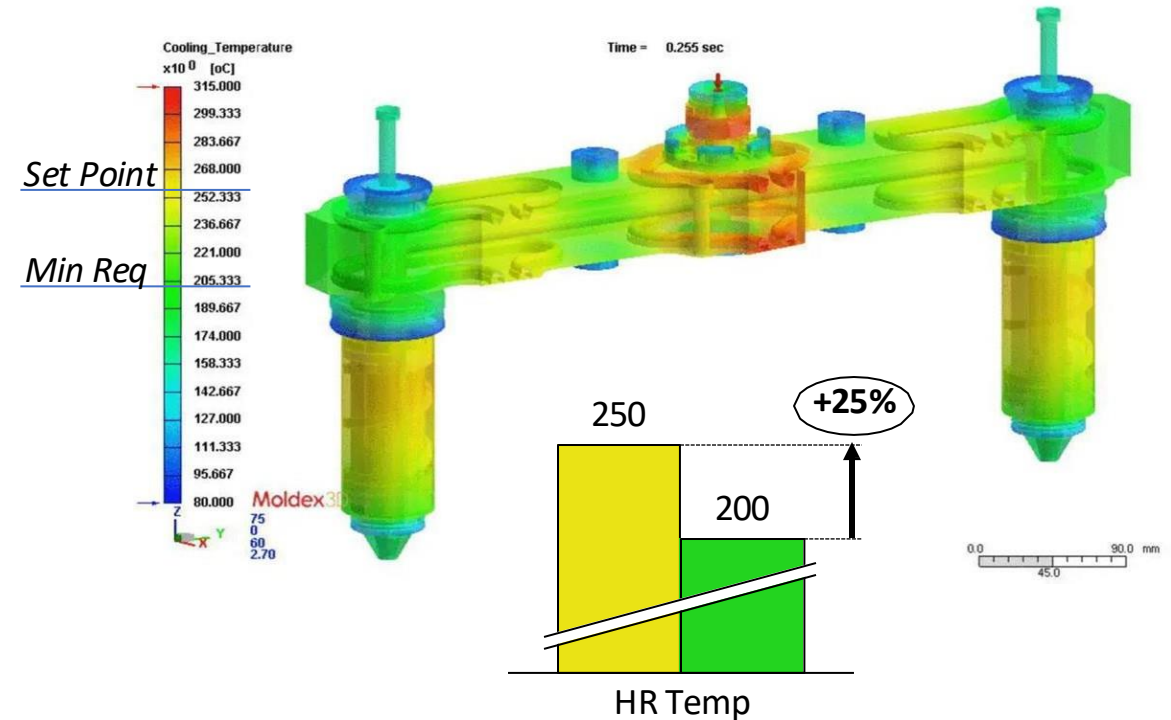 Cooling_Temperature
x10 0 [oC]
Time = 0.255 sec
315.000
299.333
283.667
Set Point
268.000
252.333
236.667
221.000
Min Req
205.333
189.667
174.000
158.333
142.667
127.000
111.333
95.667
80.000
Moldex3D
Z
Y
X
75
0
60
2.70
250
+25%
200
HR Temp
0.0
90.0 mm
45.0